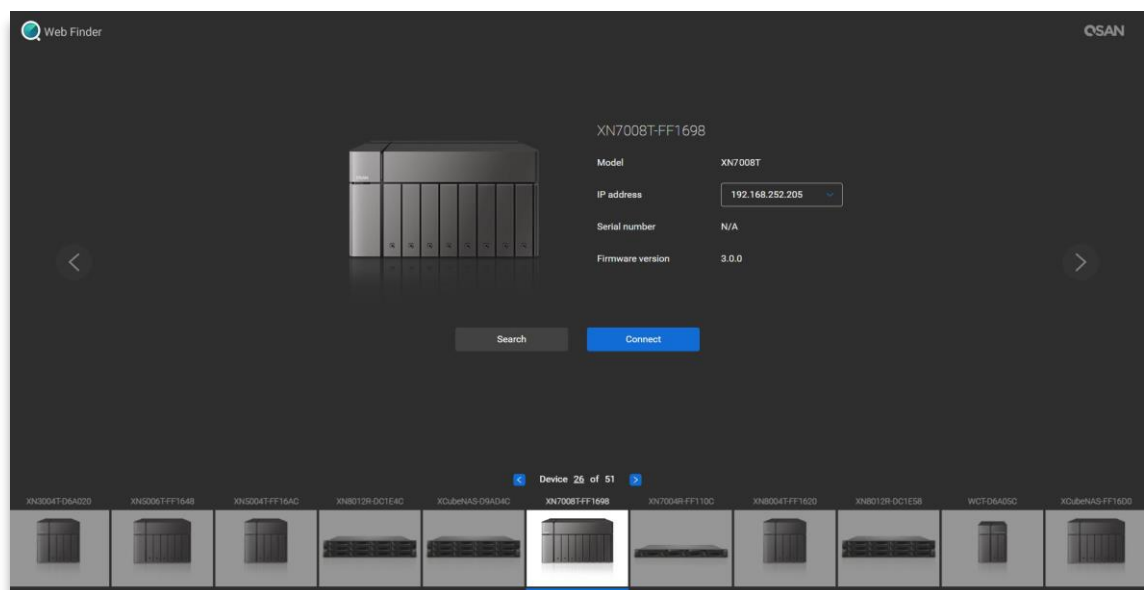 Web Finder
QSAN
XN7008T-FF1698
Model XN7008T
IP address 192.168.252.205
Serial number N/A
Firmware version 3.0.0
Search Connect
Device 26 of 51
XN3004T-D6A020 XN5006T-FF1648 XN5004T-FF16AC XN8012R-DC1E4C XCubeNAS-D9AD4C XN7008T-FF1698 XN7004R-FF110C XN8004T-FF1620 XN8012R-DC1E58 WCT-D6A05C XCubeNAS-FF16D0